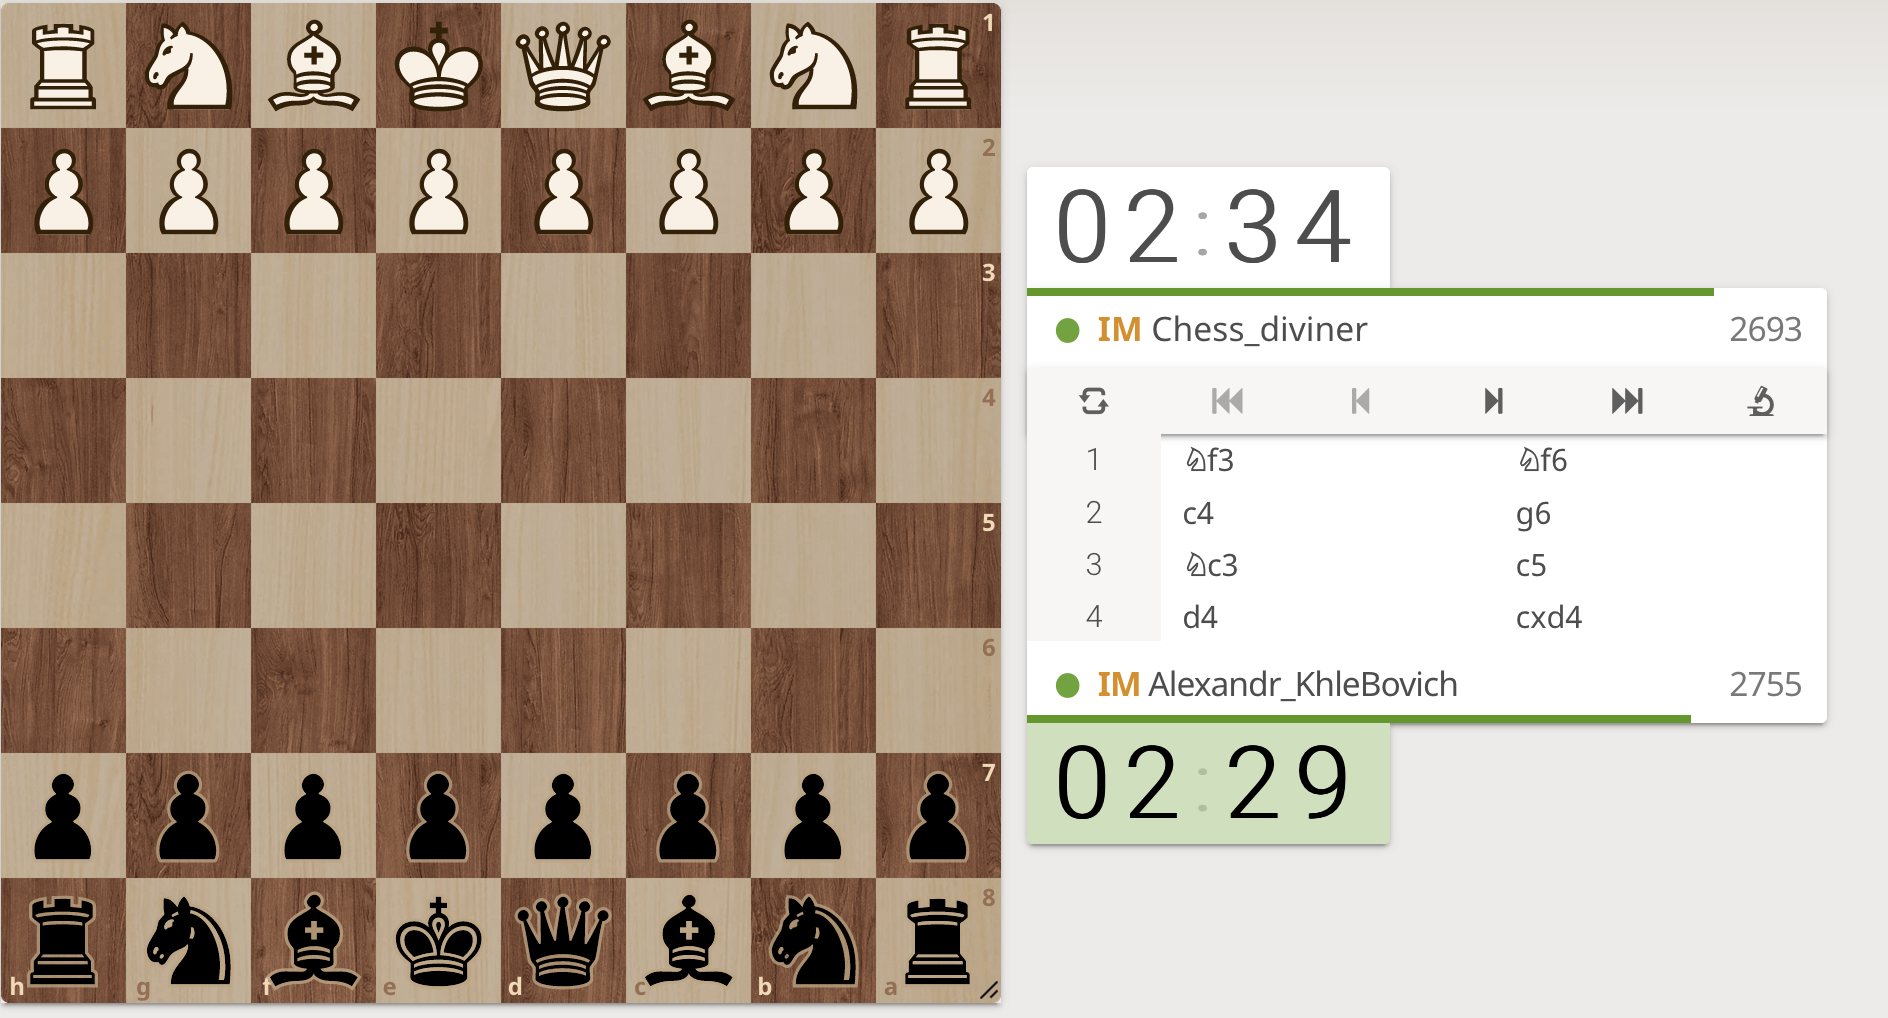 1
2
3
4
5
6
7
8
h g f e d c b a
02:34
IM Chess_diviner 2693
1 ♘f3 ♘f6
2 c4 g6
3 ♘c3 c5
4 d4 cxd4
IM Alexandr_KhleBovich 2755
02:29